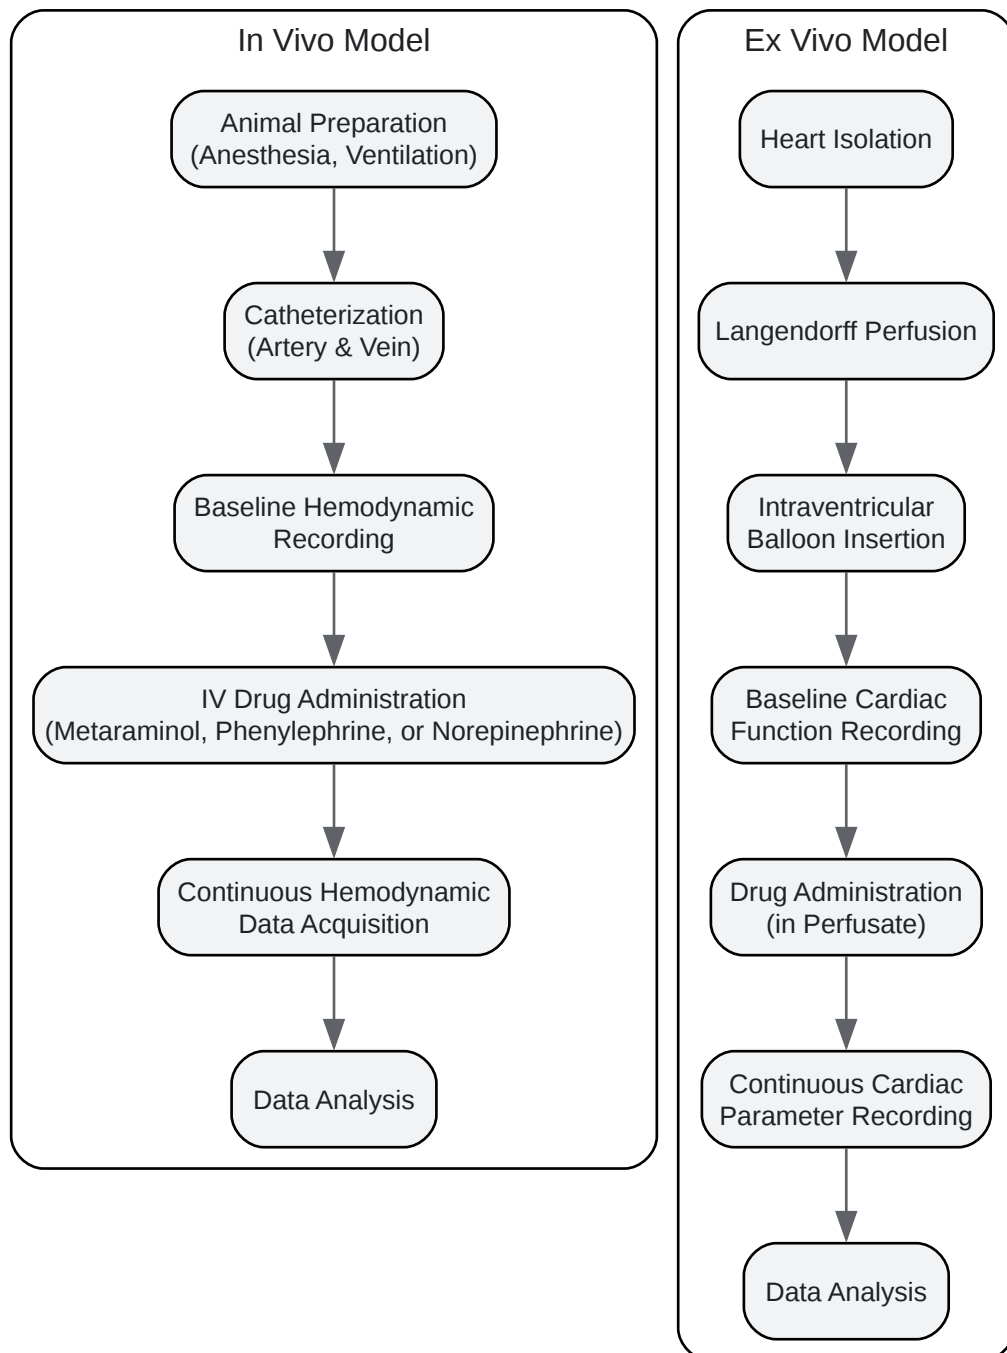 In Vivo Model
Animal Preparation
(Anesthesia, Ventilation)
Catheterization
(Artery & Vein)
Baseline Hemodynamic
Recording
IV Drug Administration
(Metaraminol, Phenylephrine, or Norepinephrine)
Continuous Hemodynamic
Data Acquisition
Data Analysis
Ex Vivo Model
Heart Isolation
Langendorff Perfusion
Intraventricular
Balloon Insertion
Baseline Cardiac
Function Recording
Drug Administration
(in Perfusate)
Continuous Cardiac
Parameter Recording
Data Analysis